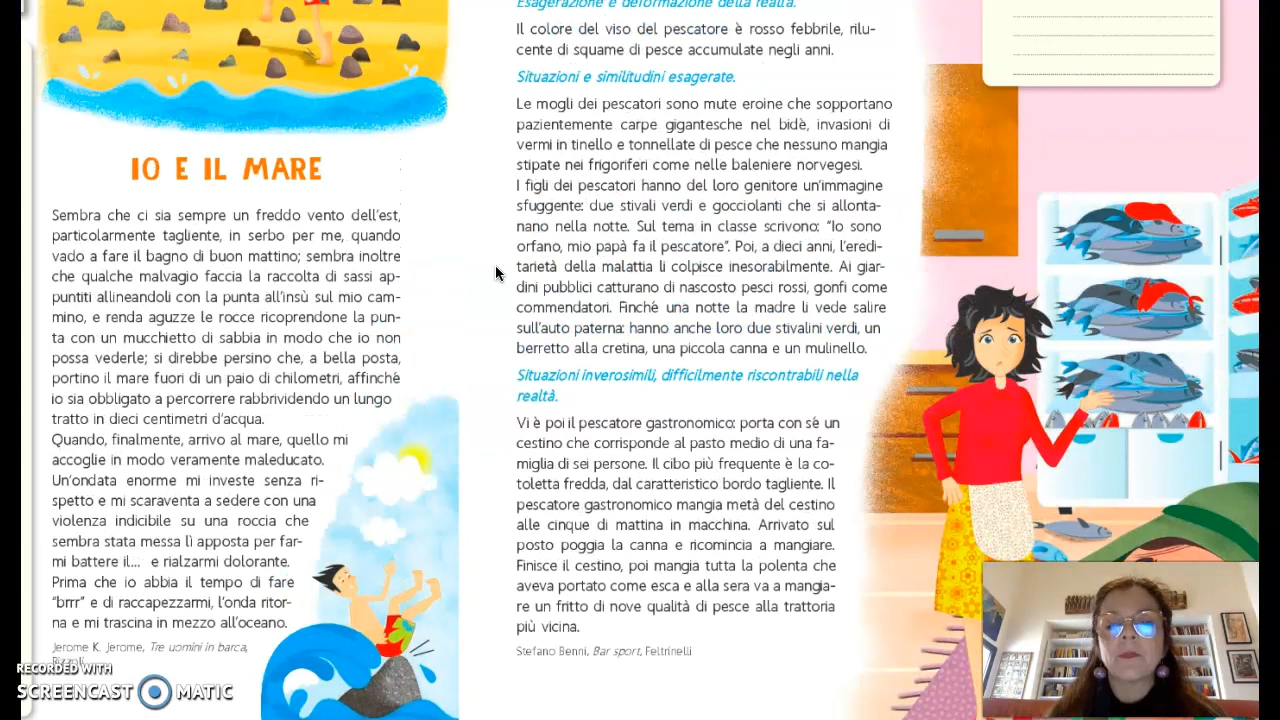 IO E IL MARE
Sembra che ci sia sempre un freddo vento dell'est,
particolarmente tagliente, in serbo per me, quando
vado a fare il bagno di buon mattino; sembra inoltre
che qualche malvagio faccia la raccolta di sassi ap-
puntiti allineandoli con la punta all'insù sul mio cam-
mino, e renda aguzze le rocce ricoprendone la pun-
ta con un mucchietto di sabbia in modo che io non
possa vederle; si direbbe persino che, a bella posta,
portino il mare fuori di un paio di chilometri, affinché
io sia obbligato a percorrere rabbrividendo un lungo
tratto in dieci centimetri d'acqua.
Quando, finalmente, arrivo al mare, quello mi
accoglie in modo veramente maleducato.
Un'ondata enorme mi investe senza ri-
spetto e mi scaraventa a sedere con una
violenza indicibile su una roccia che
sembra stata messa lì apposta per far-
mi battere il... e rialzarmi dolorante.
Prima che io abbia il tempo di fare
"brrr" e di raccapezzarmi, l'onda ritor-
na e mi trascina in mezzo all'oceano.
Jerome K. Jerome, Tre uomini in barca,
Rizzoli
Esagerazione e deformazione della realtà.
Il colore del viso del pescatore è rosso febbrile, rilu-
cente di squame di pesce accumulate negli anni.
Situazioni e similitudini esagerate.
Le mogli dei pescatori sono mute eroine che sopportano
pazientemente carpe gigantesche nel bidè, invasioni di
vermi in tinello e tonnellate di pesce che nessuno mangia
stipate nei frigoriferi come nelle baleniere norvegesi.
I figli dei pescatori hanno del loro genitore un'immagine
sfuggente: due stivali verdi e gocciolanti che si allonta-
nano nella notte. Sul tema in classe scrivono: "Io sono
orfano, mio papà fa il pescatore". Poi, a dieci anni, l'eredi-
tarietà della malattia li colpisce inesorabilmente. Ai giar-
dini pubblici catturano di nascosto pesci rossi, gonfi come
commendatori. Finché una notte la madre li vede salire
sull'auto paterna: hanno anche loro due stivalini verdi, un
berretto alla cretina, una piccola canna e un mulinello.
Situazioni inverosimili, difficilmente riscontrabili nella
realtà.
Vi è poi il pescatore gastronomico: porta con sé un
cestino che corrisponde al pasto medio di una fa-
miglia di sei persone. Il cibo più frequente è la co-
toletta fredda, dal caratteristico bordo tagliente. Il
pescatore gastronomico mangia metà del cestino
alle cinque di mattina in macchina. Arrivato sul
posto poggia la canna e ricomincia a mangiare.
Finisce il cestino, poi mangia tutta la polenta che
aveva portato come esca e alla sera va a mangia-
re un fritto di nove qualità di pesce alla trattoria
più vicina.
Stefano Benni, Bar sport, Feltrinelli
RECORDED WITH
SCREENCAST MATIC